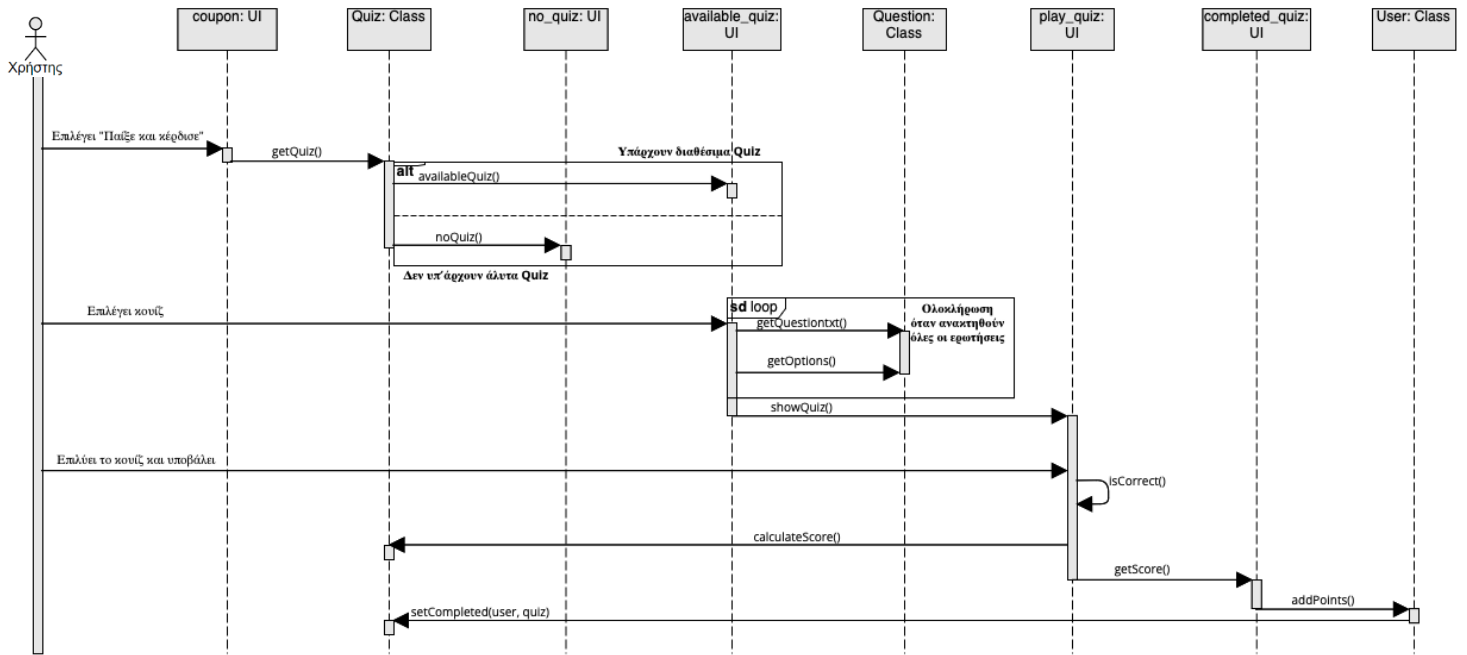 coupon: UI
Quiz: Class
no_quiz: UI
available_quiz:
UI
Question:
Class
play_quiz:
UI
completed_quiz:
UI
User: Class
Χρήστης
Επιλέγει "Παίξε και κέρδισε"
getQuiz()
Υπάρχουν διαθέσιμα Quiz
alt
availableQuiz()
noQuiz()
Δεν υπ'άρχουν άλυτα Quiz
Επιλέγει κουίζ
sd loop
Ολοκλήρωση
όταν ανακτηθούν
όλες οι ερωτήσεις
getQuestiontxt()
getOptions()
showQuiz()
Επιλύει το κουίζ και υποβάλει
isCorrect()
calculateScore()
getScore()
addPoints()
setCompleted(user, quiz)